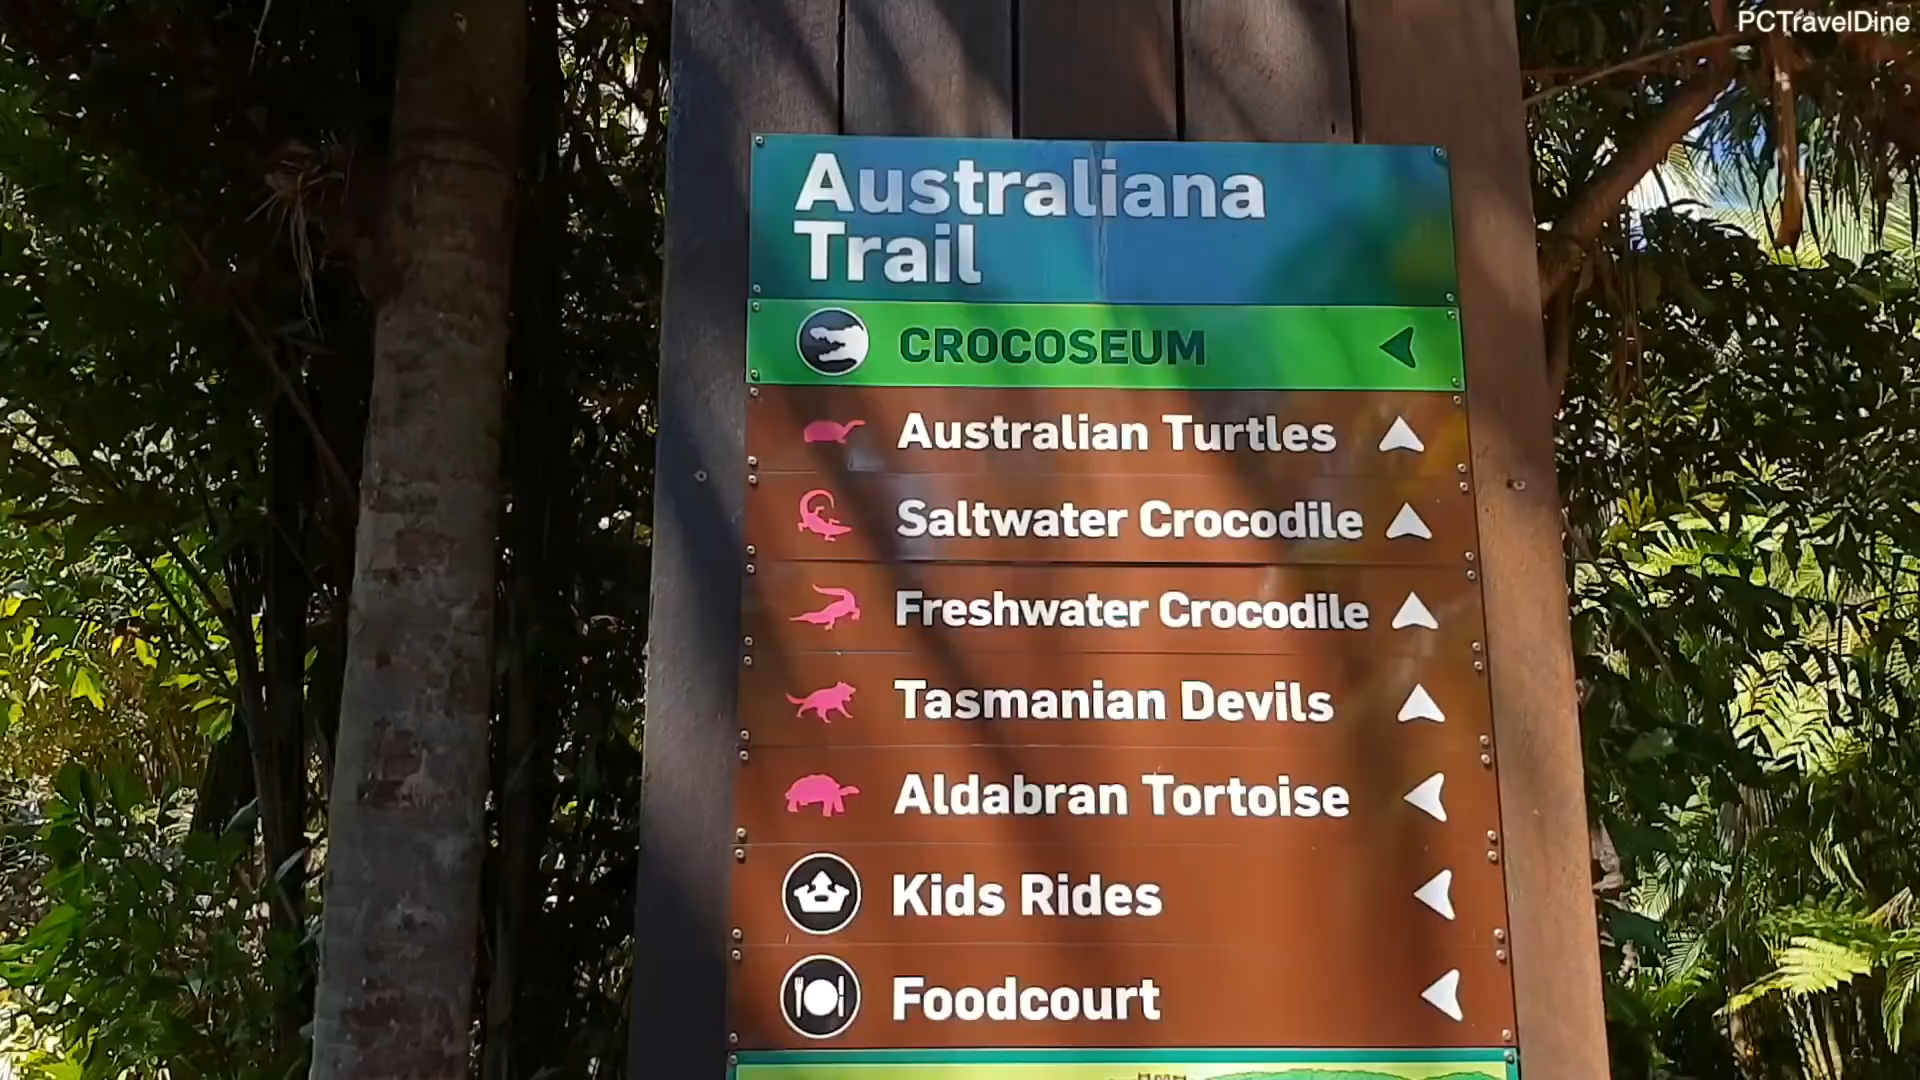 PCTravelDine
Australiana
Trail
CROCOSEUM
Australian Turtles
Saltwater Crocodile
Freshwater Crocodile
Tasmanian Devils
Aldabran Tortoise
Kids Rides
Foodcourt